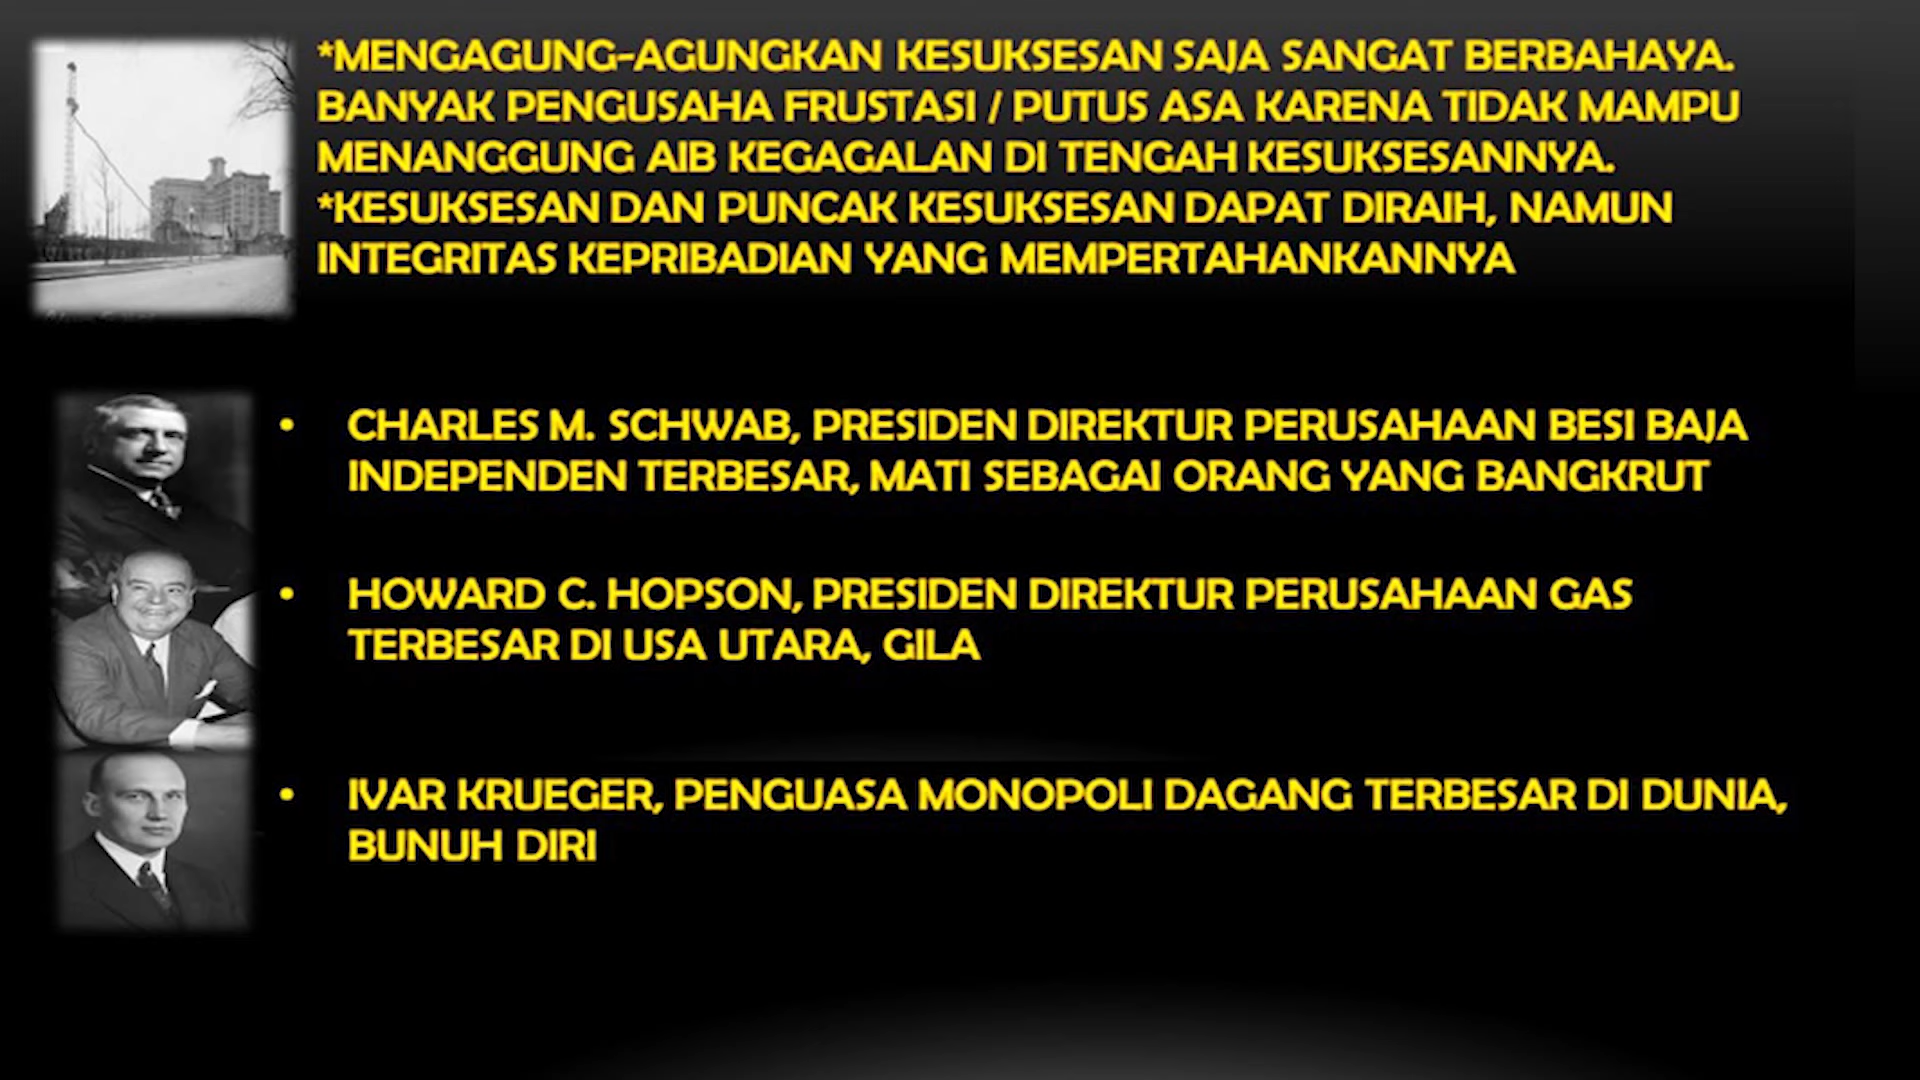 *MENGAGUNG-AGUNGKAN KESUKSESAN SAJA SANGAT BERBAHAYA.
BANYAK PENGUSAHA FRUSTASI / PUTUS ASA KARENA TIDAK MAMPU
MENANGGUNG AIB KEGAGALAN DI TENGAH KESUKSESANNYA.
*KESUKSESAN DAN PUNCAK KESUKSESAN DAPAT DIRAIH, NAMUN
INTEGRITAS KEPRIBADIAN YANG MEMPERTAHANKANNYA
• CHARLES M. SCHWAB, PRESIDEN DIREKTUR PERUSAHAAN BESI BAJA
INDEPENDEN TERBESAR, MATI SEBAGAI ORANG YANG BANGKRUT
• HOWARD C. HOPSON, PRESIDEN DIREKTUR PERUSAHAAN GAS
TERBESAR DI USA UTARA, GILA
• IVAR KRUEGER, PENGUASA MONOPOLI DAGANG TERBESAR DI DUNIA,
BUNUH DIRI